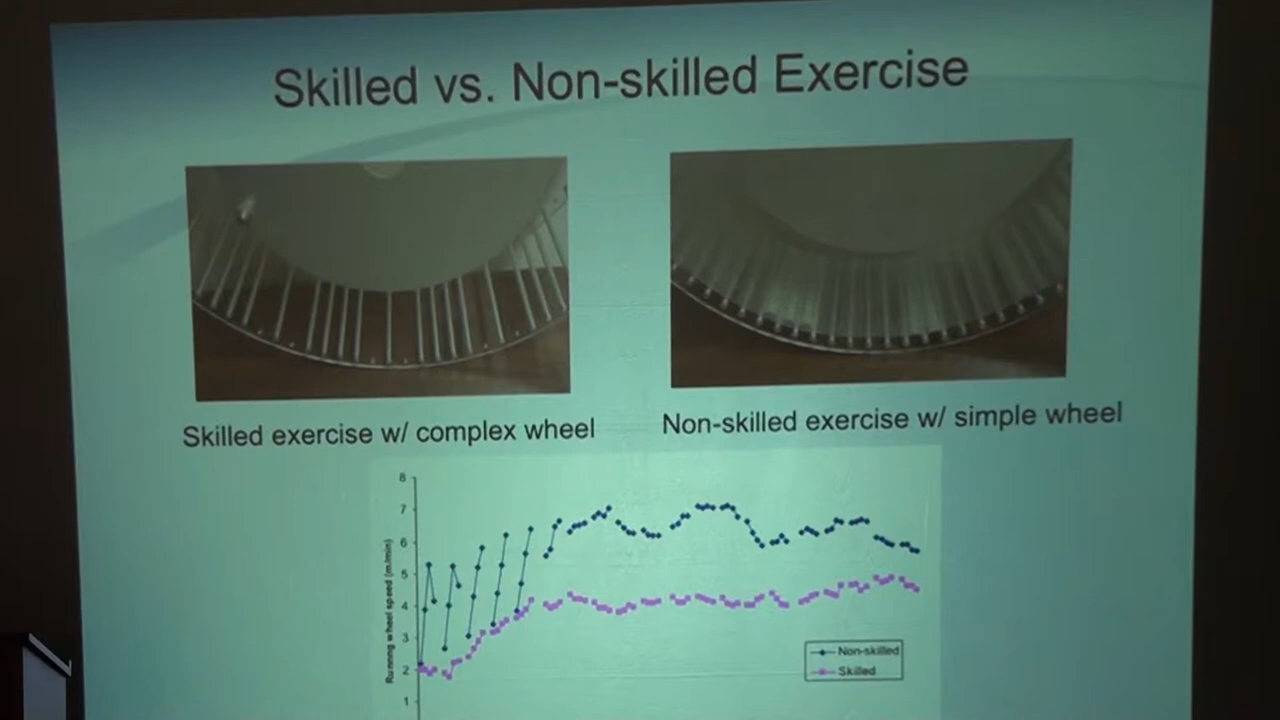 Skilled vs. Non-skilled Exercise
Skilled exercise w/ complex wheel
Non-skilled exercise w/ simple wheel
8
7
6
5
4
3
2
1
Running wheel speed (m/min)
Non-skilled
Skilled